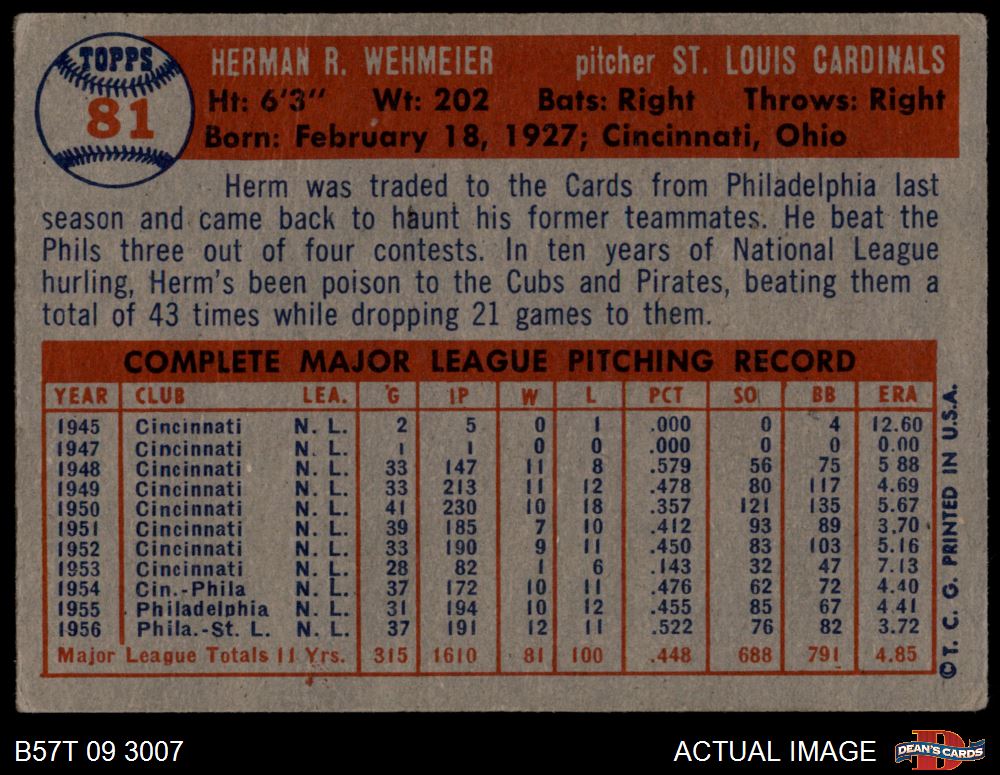 TOPPS
81
HERMAN R. WEHMEIER pitcher ST. LOUIS CARDINALS
Ht: 6'3" Wt: 202 Bats: Right Throws: Right
Born: February 18, 1927; Cincinnati, Ohio
Herm was traded to the Cards from Philadelphia last
season and came back to haunt his former teammates. He beat the
Phils three out of four contests. In ten years of National League
hurling, Herm's been poison to the Cubs and Pirates, beating them a
total of 43 times while dropping 21 games to them.
COMPLETE MAJOR LEAGUE PITCHING RECORD
YEAR CLUB LEA. G IP W L PCT SO BB ERA
1945 Cincinnati N. L. 2 5 0 1 .000 0 4 12.60
1947 Cincinnati N. L. 1 1 0 0 .000 0 0 0.00
1948 Cincinnati N. L. 33 147 11 8 .579 56 75 5 88
1949 Cincinnati N. L. 33 213 11 12 .478 80 117 4.69
1950 Cincinnati N. L. 41 230 10 18 .357 121 135 5.67
1951 Cincinnati N. L. 39 185 7 10 .412 93 89 3.70
1952 Cincinnati N. L. 33 190 9 11 .450 83 103 5.16
1953 Cincinnati N. L. 28 82 1 6 .143 32 47 7.13
1954 Cin.-Phila N. L. 37 172 10 11 .476 62 72 4.40
1955 Philadelphia N. L. 31 194 10 12 .455 85 67 4.41
1956 Phila.-St. L. N. L. 37 191 12 11 .522 76 82 3.72
Major League Totals 11 Yrs. 315 1610 81 100 .448 688 791 4.85
©T. C. G. PRINTED IN U.S.A.
B57T 09 3007 ACTUAL IMAGE
B
DEAN'S CARDS